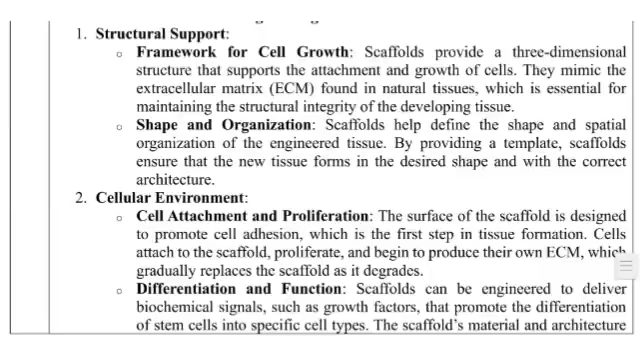 1. Structural Support:
o Framework for Cell Growth: Scaffolds provide a three-dimensional
structure that supports the attachment and growth of cells. They mimic the
extracellular matrix (ECM) found in natural tissues, which is essential for
maintaining the structural integrity of the developing tissue.
o Shape and Organization: Scaffolds help define the shape and spatial
organization of the engineered tissue. By providing a template, scaffolds
ensure that the new tissue forms in the desired shape and with the correct
architecture.
2. Cellular Environment:
o Cell Attachment and Proliferation: The surface of the scaffold is designed
to promote cell adhesion, which is the first step in tissue formation. Cells
attach to the scaffold, proliferate, and begin to produce their own ECM, which
gradually replaces the scaffold as it degrades.
o Differentiation and Function: Scaffolds can be engineered to deliver
biochemical signals, such as growth factors, that promote the differentiation
of stem cells into specific cell types. The scaffold's material and architecture